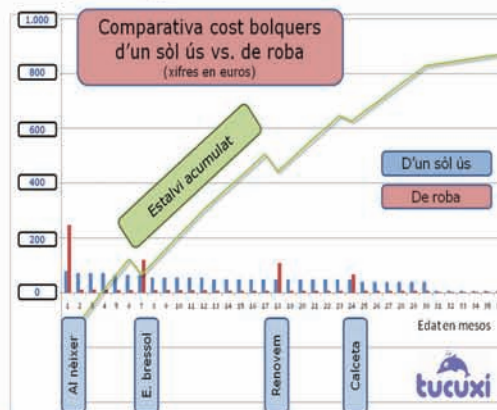 Comparativa cost bolquers
d'un sòl ús vs. de roba
(xifres en euros)
1.000
800
600
400
200
0
Estalvi acumulat
D'un sòl ús
De roba
1 2 3 4 5 6 7 8 9 10 11 12 13 14 15 16 17 18 19 20 21 22 23 24 25 26 27 28 29 30 31 32 33 34 35
Edat en mesos
Al nèixer
E. bressol
Renovem
Calceta
tucuxi